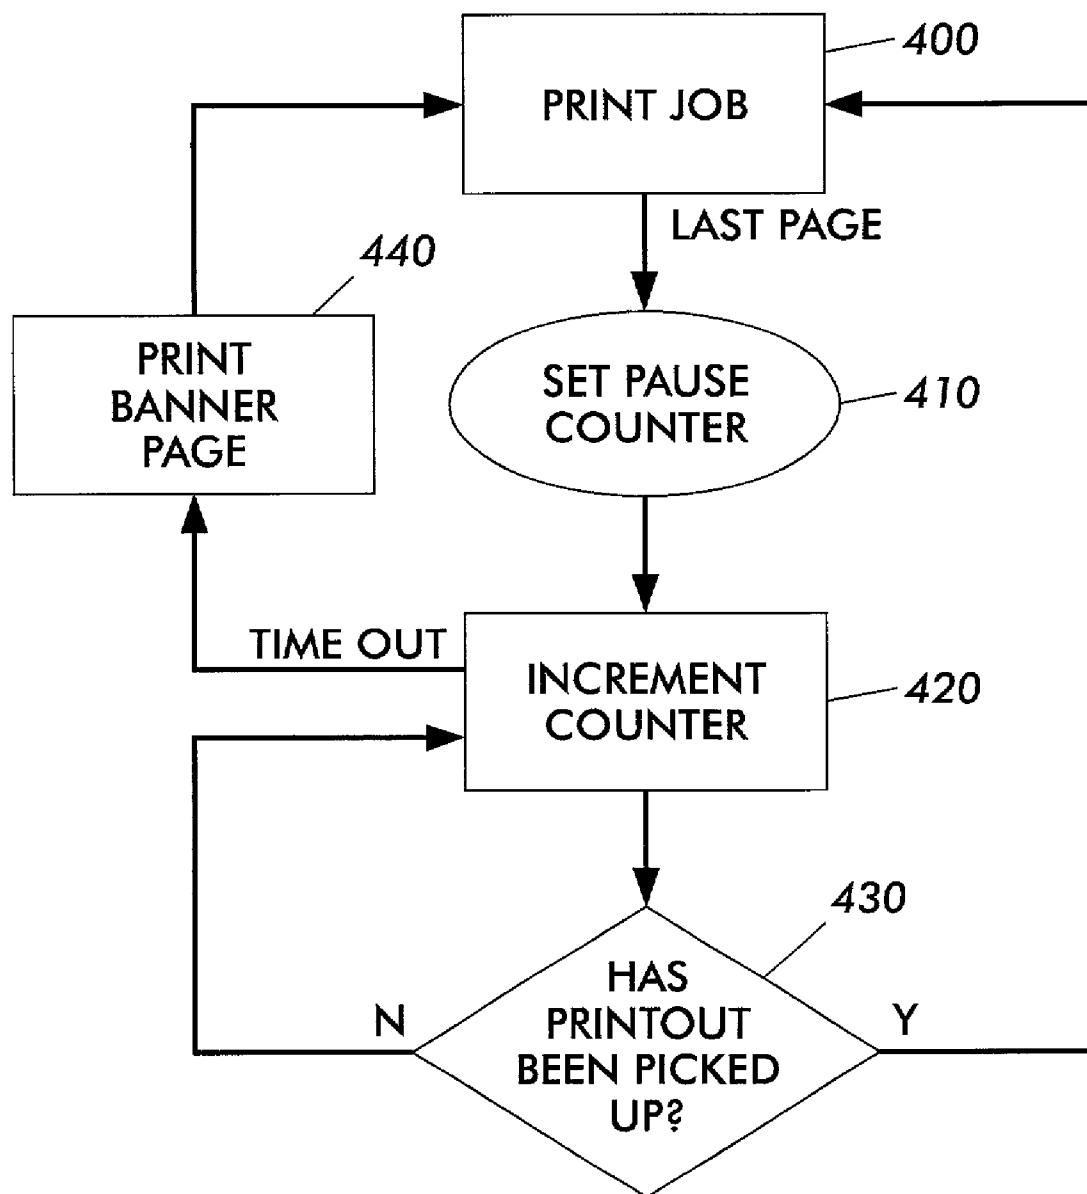 400
PRINT JOB
LAST PAGE
440
PRINT
BANNER
PAGE
SET PAUSE
COUNTER
410
TIME OUT
INCREMENT
COUNTER
420
430
HAS
PRINTOUT
BEEN PICKED
UP?
N
Y